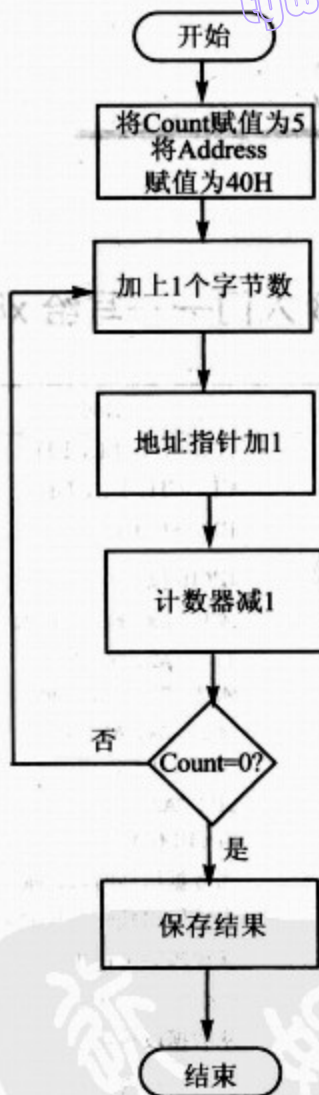 开始
将Count赋值为5
将Address
赋值为40H
加上1个字节数
地址指针加1
计数器减1
Count=0?
否
是
保存结果
结束